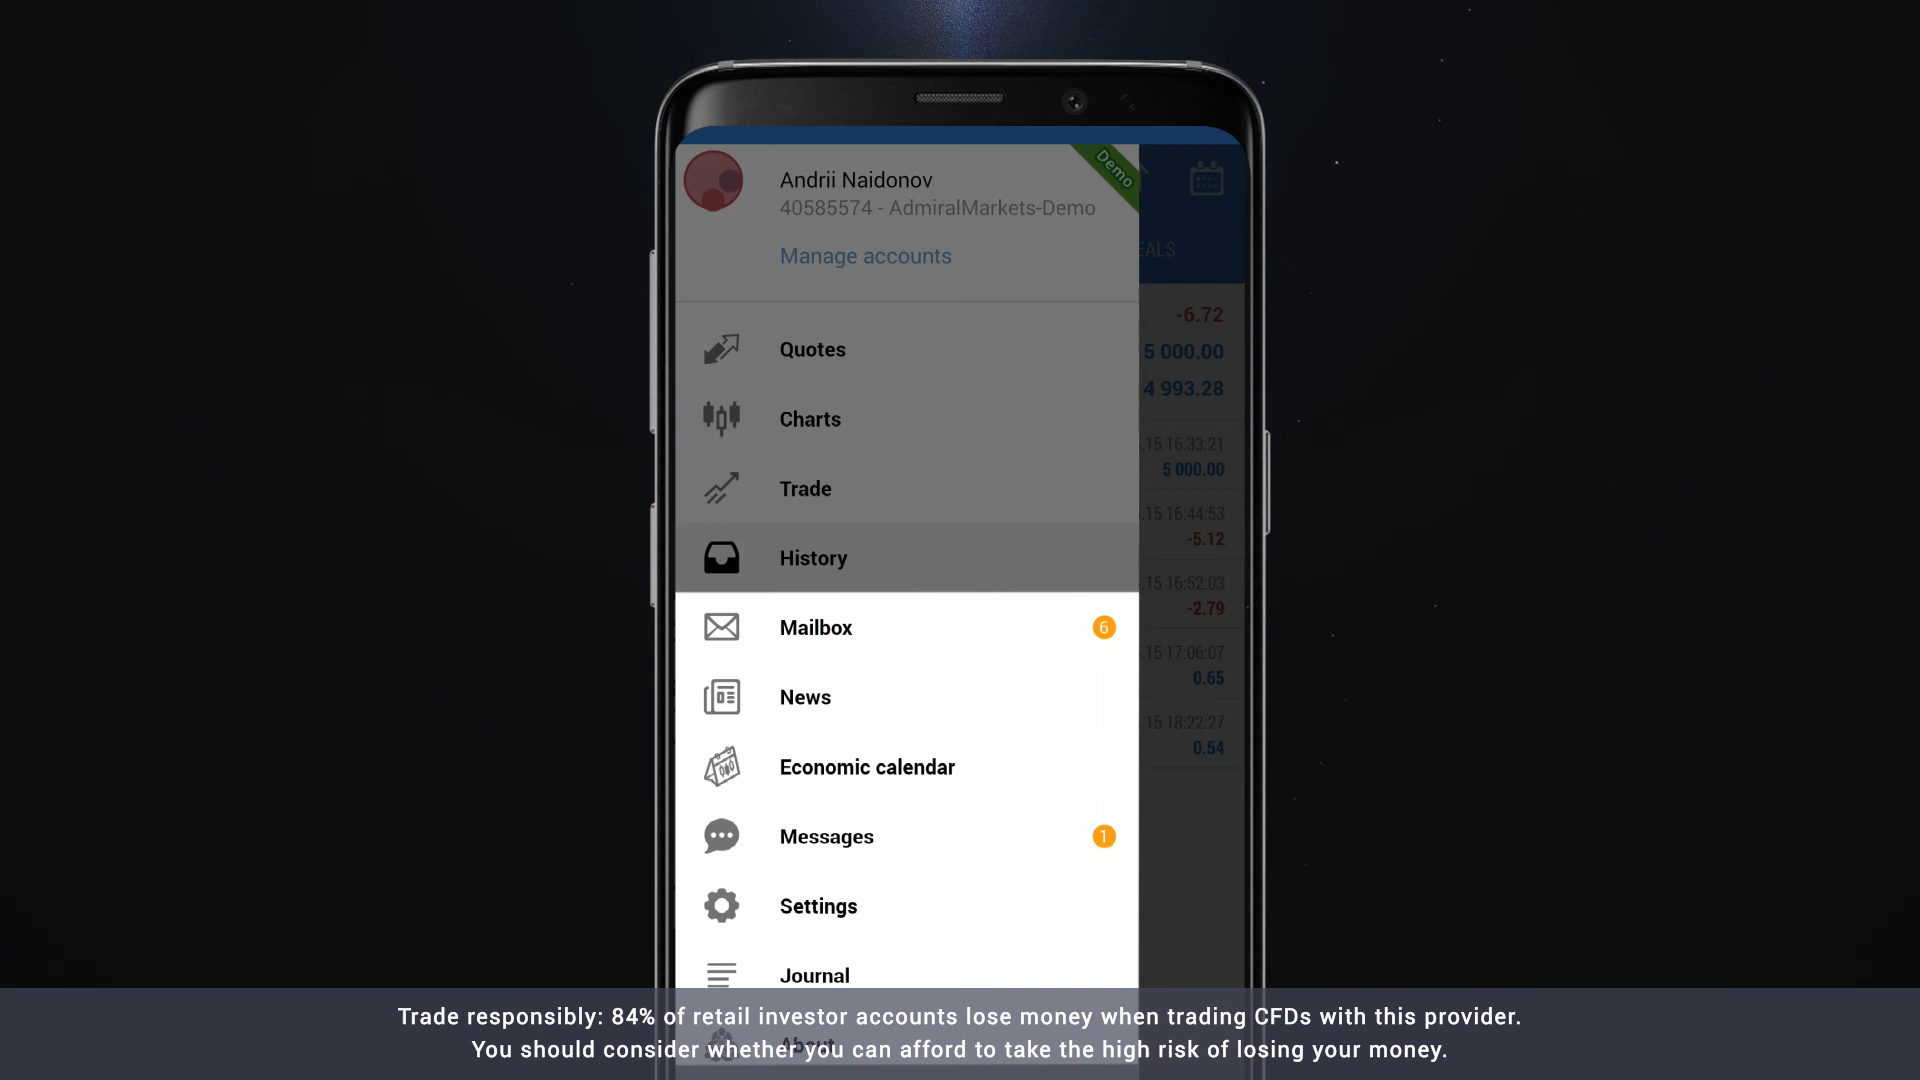 Andrii Naidonov
Demo
40585574 - AdmiralMarkets-Demo
Manage accounts
EALS
-6.72
5 000.00
4 993.28
Quotes
Charts
.15 16:33:21
5 000.00
Trade
.15 16:44:53
-5.12
History
.15 16:52:03
-2.79
Mailbox
6
.15 17:06:07
0.65
News
.15 18:22:27
0.54
Economic calendar
Messages
1
Settings
Journal
About
Trade responsibly: 84% of retail investor accounts lose money when trading CFDs with this provider.
You should consider whether you can afford to take the high risk of losing your money.